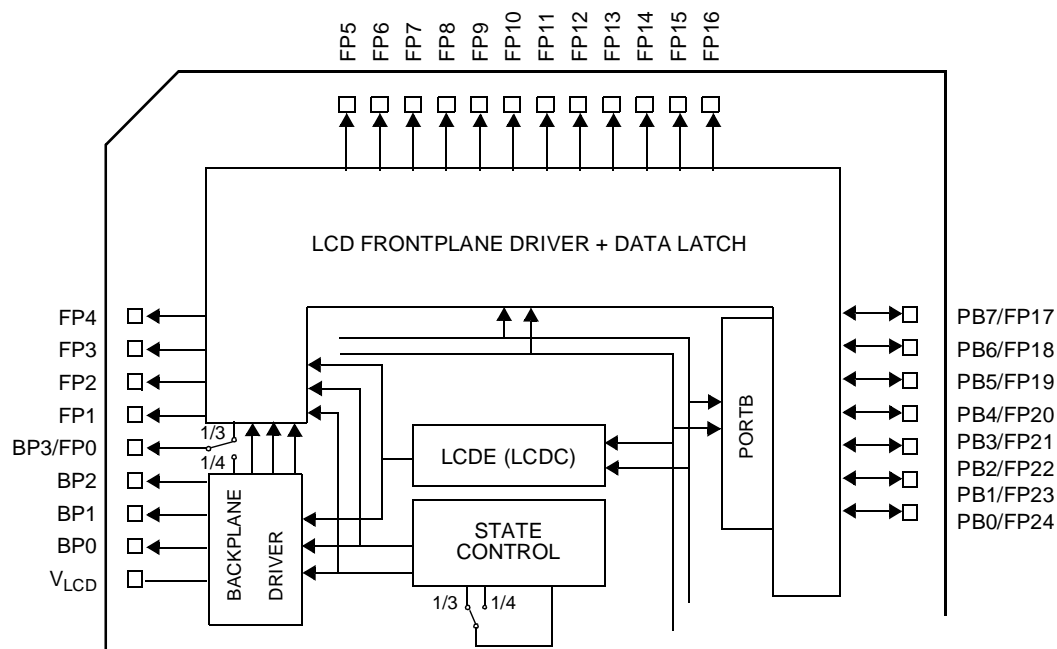 FP5
FP6
FP7
FP8
FP9
FP10
FP11
FP12
FP13
FP14
FP15
FP16
LCD FRONTPLANE DRIVER + DATA LATCH
FP4
FP3
FP2
FP1
BP3/FP0
BP2
BP1
BP0
VLCD
1/3
1/4
BACKPLANE
DRIVER
LCDE (LCDC)
STATE
CONTROL
1/3
1/4
PORTB
PB7/FP17
PB6/FP18
PB5/FP19
PB4/FP20
PB3/FP21
PB2/FP22
PB1/FP23
PB0/FP24